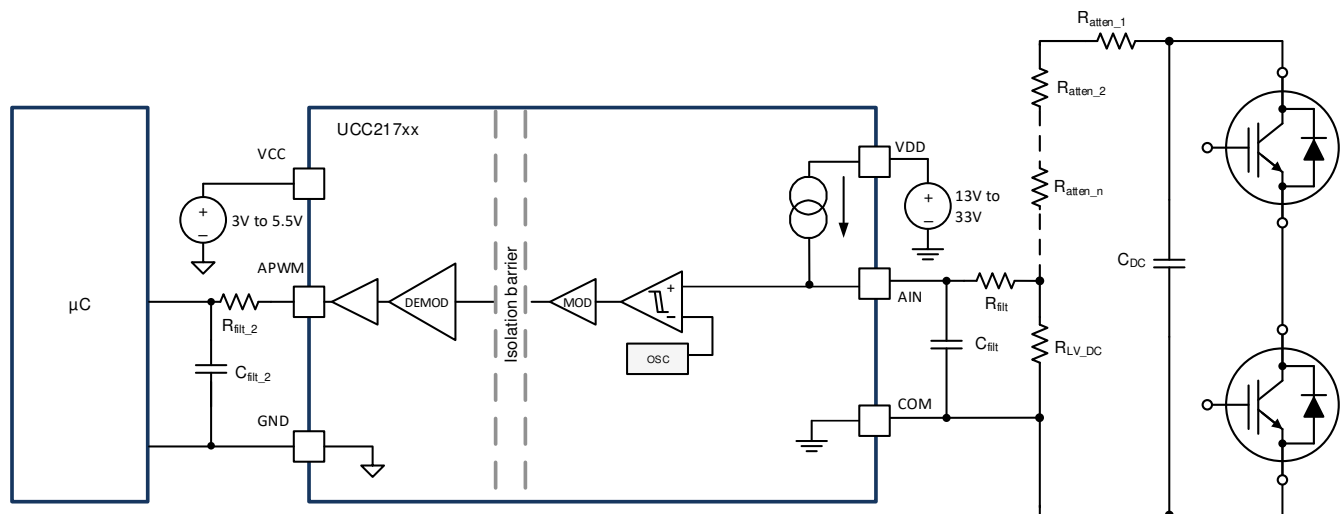 R_atten_1
UCC217xx
R_atten_2
VCC
VDD
3V to 5.5V
13V to
33V
R_atten_n
APWM
Isolation barrier
C_DC
µC
DEMOD
MOD
+
−
AIN
R_filt
R_filt_2
OSC
C_filt
R_LV_DC
C_filt_2
COM
GND